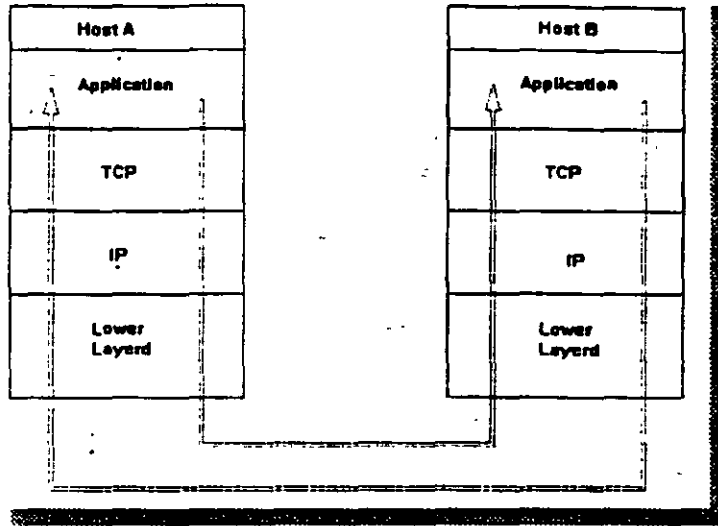 Host A
Application
TCP
IP
Lower
Layerd
Host B
Application
TCP
IP
Lower
Layerd